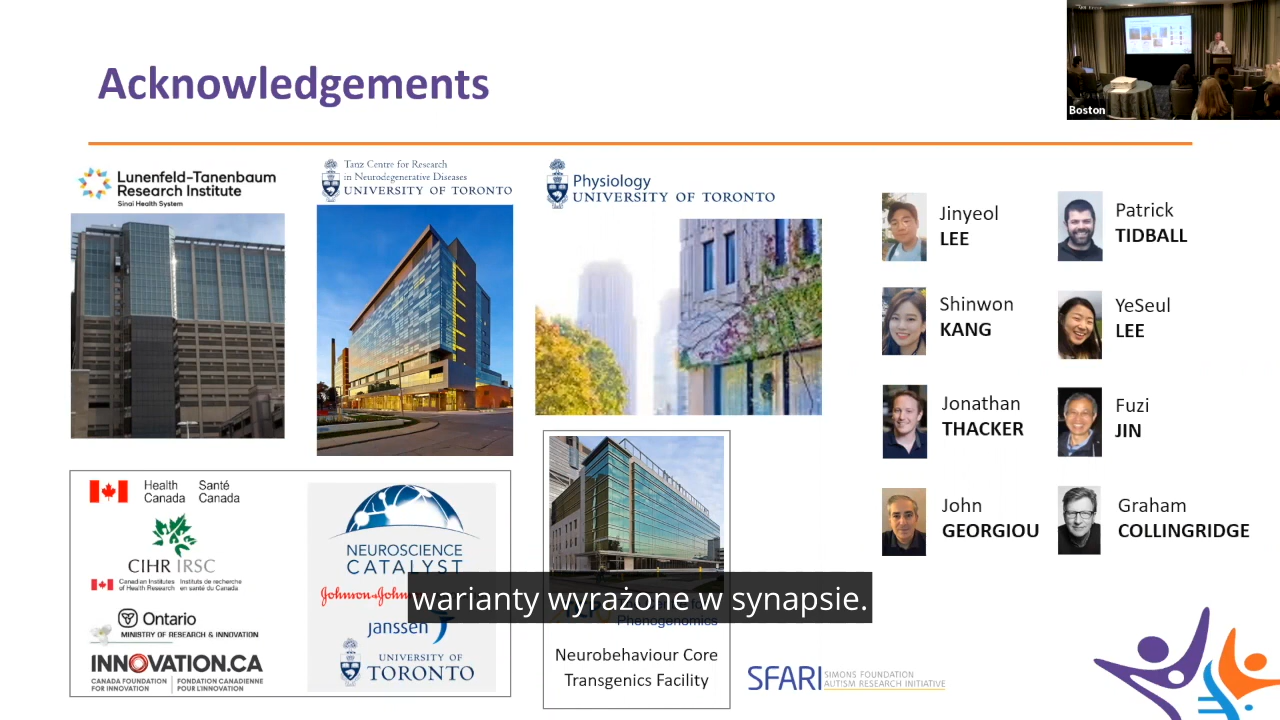 Acknowledgements
Boston
Lunenfeld-Tanenbaum
Research Institute
Sinai Health System
Tanz Centre for Research
in Neurodegenerative Diseases
UNIVERSITY OF TORONTO
Physiology
UNIVERSITY OF TORONTO
Jinyeol
LEE
Patrick
TIDBALL
Shinwon
KANG
YeSeul
LEE
Jonathan
THACKER
Fuzi
JIN
John
GEORGIOU
Graham
COLLINGRIDGE
Health Santé
Canada Canada
CIHR IRSC
Canadian Institutes Instituts de recherche
of Health Research en santé du Canada
Ontario
MINISTRY OF RESEARCH & INNOVATION
INNOVATION.CA
CANADA FOUNDATION FONDATION CANADIENNE
FOR INNOVATION POUR L'INNOVATION
NEUROSCIENCE
CATALYST
janssen
UNIVERSITY OF
TORONTO
warianty wyrażone w synapsie.
Phenogenomics
Neurobehaviour Core
Transgenics Facility
SFARI SIMONS FOUNDATION
AUTISM RESEARCH INITIATIVE